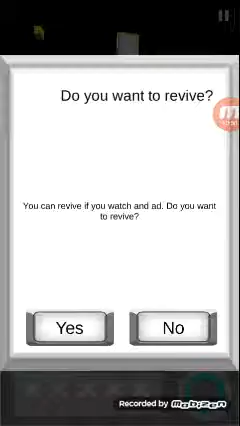 Do you want to revive?
You can revive if you watch and ad. Do you want
to revive?
Yes
No
Recorded by Mobizen